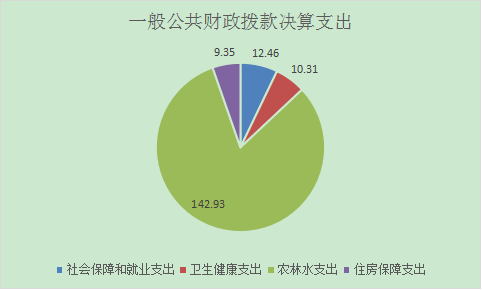 一般公共财政拨款决算支出
9.35
12.46
10.31
142.93
社会保障和就业支出 卫生健康支出 农林水支出 住房保障支出